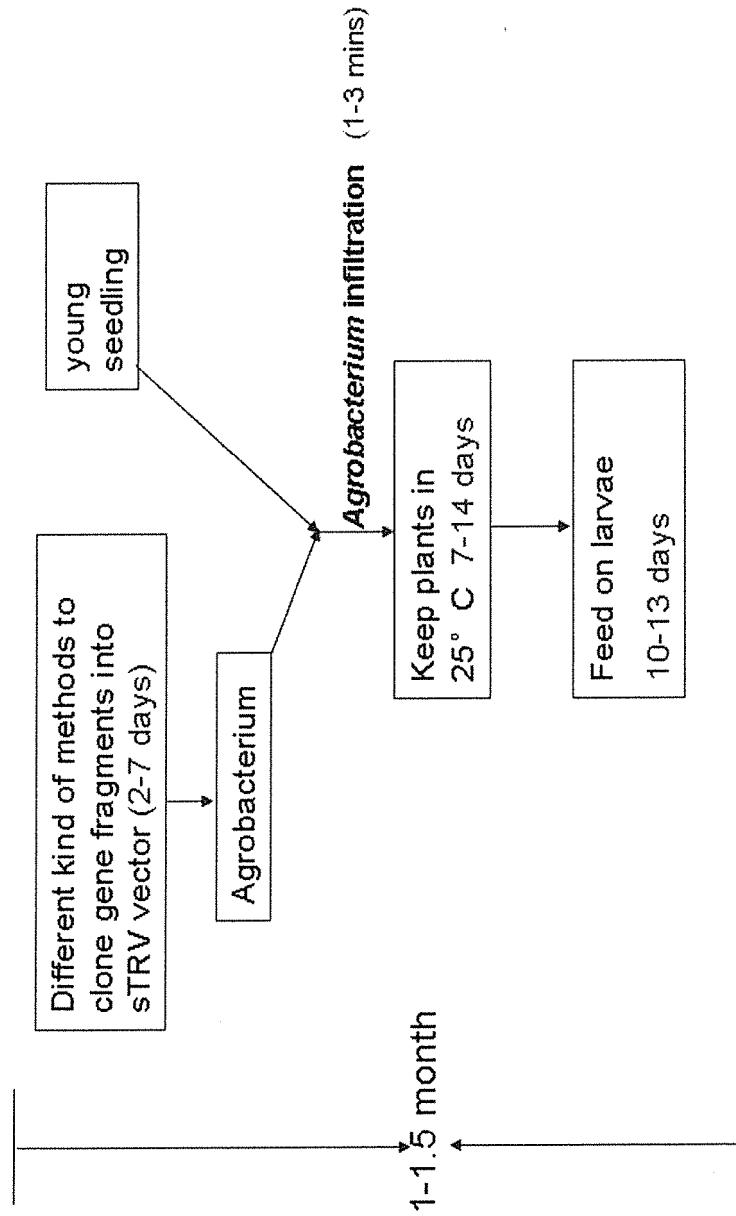 Different kind of methods to
clone gene fragments into
sTRV vector (2-7 days)
young
seedling
Agrobacterium
Agrobacterium infiltration (1-3 mins)
Keep plants in
25° C 7-14 days
Feed on larvae
10-13 days
1-1.5 month